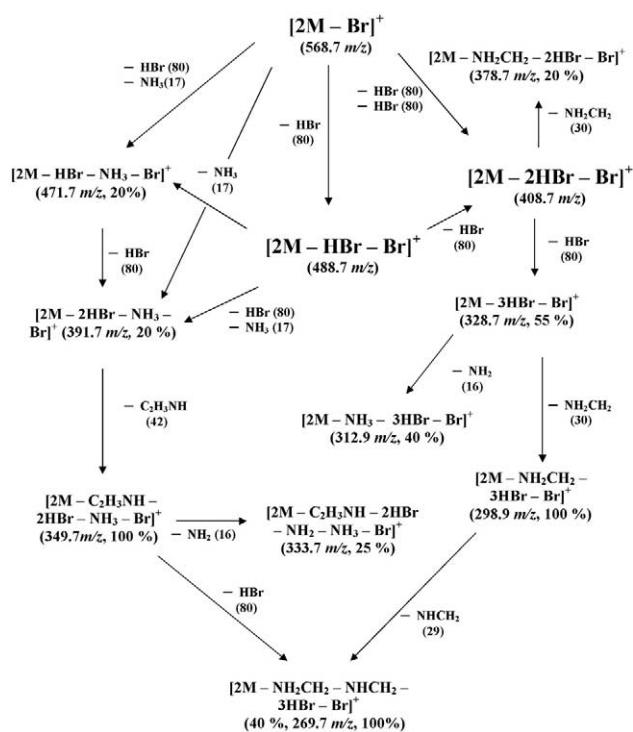 [2M – Br]⁺
(568.7 m/z)
[2M – NH₂CH₂ – 2HBr – Br]⁺
(378.7 m/z, 20 %)
– HBr (80)
– NH₃(17)
– HBr (80)
– HBr (80)
– NH₂CH₂
(30)
– HBr
(80)
[2M – HBr – NH₃ – Br]⁺
(471.7 m/z, 20%)
– NH₃
(17)
[2M – 2HBr – Br]⁺
(408.7 m/z)
– HBr
(80)
[2M – HBr – Br]⁺
(488.7 m/z)
– HBr
(80)
– HBr
(80)
[2M – 2HBr – NH₃ –
Br]⁺ (391.7 m/z, 20 %)
– HBr (80)
– NH₃ (17)
[2M – 3HBr – Br]⁺
(328.7 m/z, 55 %)
– C₂H₃NH
(42)
– NH₂
(16)
– NH₂CH₂
(30)
[2M – NH₃ – 3HBr – Br]⁺
(312.9 m/z, 40 %)
[2M – C₂H₃NH –
2HBr – NH₃ – Br]⁺
(349.7m/z, 100 %)
– NH₂ (16)
[2M – C₂H₃NH – 2HBr
– NH₂ – NH₃ – Br]⁺
(333.7 m/z, 25 %)
[2M – NH₂CH₂ –
3HBr – Br]⁺
(298.9 m/z, 100 %)
– HBr
(80)
– NHCH₂
(29)
[2M – NH₂CH₂ – NHCH₂ –
3HBr – Br]⁺
(40 %, 269.7 m/z, 100%)